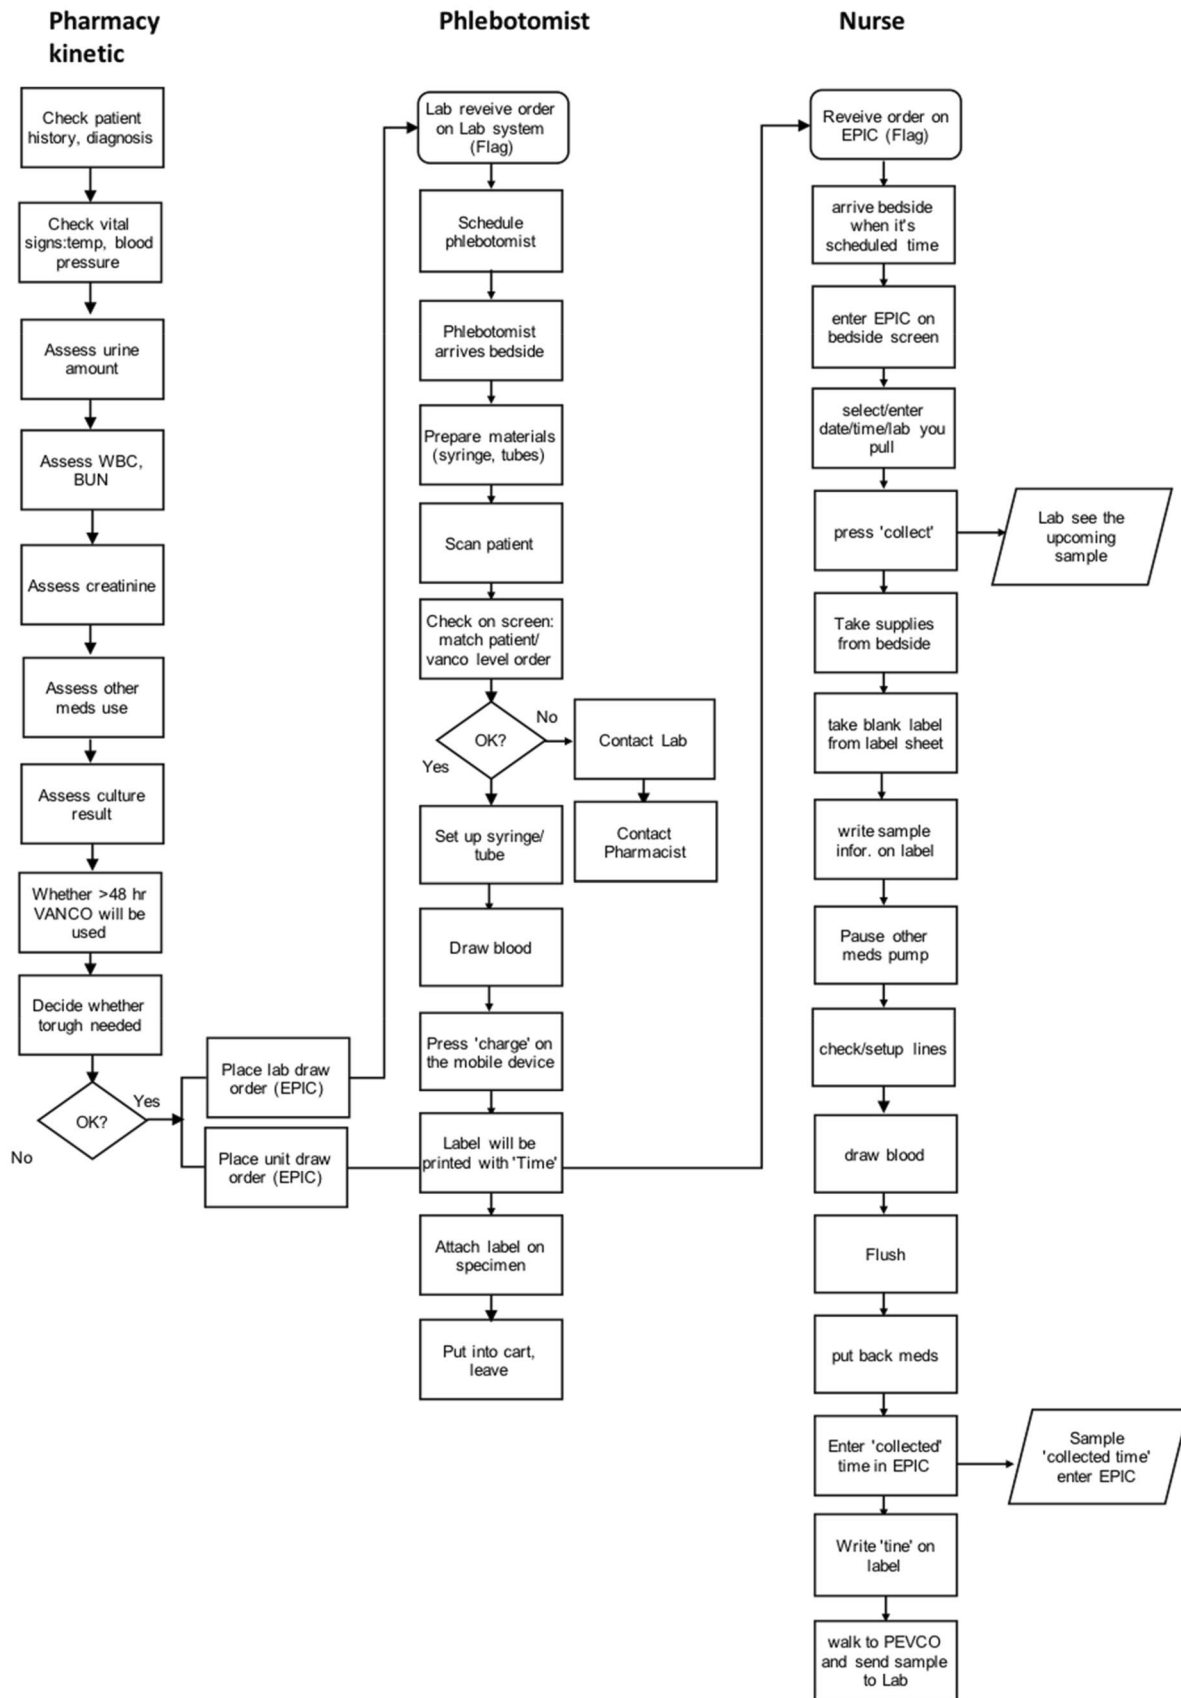 Pharmacy
kinetic
Check patient
history, diagnosis
Check vital
signs:temp, blood
pressure
Assess urine
amount
Assess WBC,
BUN
Assess creatinine
Assess other
meds use
Assess culture
result
Whether >48 hr
VANCO will be
used
Decide whether
torugh needed
OK?
Yes
No
Place lab draw
order (EPIC)
Place unit draw
order (EPIC)
Phlebotomist
Lab reveive order
on Lab system
(Flag)
Schedule
phlebotomist
Phlebotomist
arrives bedside
Prepare materials
(syringe, tubes)
Scan patient
Check on screen:
match patient/
vanco level order
OK?
No
Yes
Contact Lab
Contact
Pharmacist
Set up syringe/
tube
Draw blood
Press 'charge' on
the mobile device
Label will be
printed with 'Time'
Attach label on
specimen
Put into cart,
leave
Nurse
Reveive order on
EPIC (Flag)
arrive bedside
when it's
scheduled time
enter EPIC on
bedside screen
select/enter
date/time/lab you
pull
press 'collect'
Lab see the
upcoming
sample
Take supplies
from bedside
take blank label
from label sheet
write sample
infor. on label
Pause other
meds pump
check/setup lines
draw blood
Flush
put back meds
Enter 'collected'
time in EPIC
Sample
'collected time'
enter EPIC
Write 'tine' on
label
walk to PEVCO
and send sample
to Lab